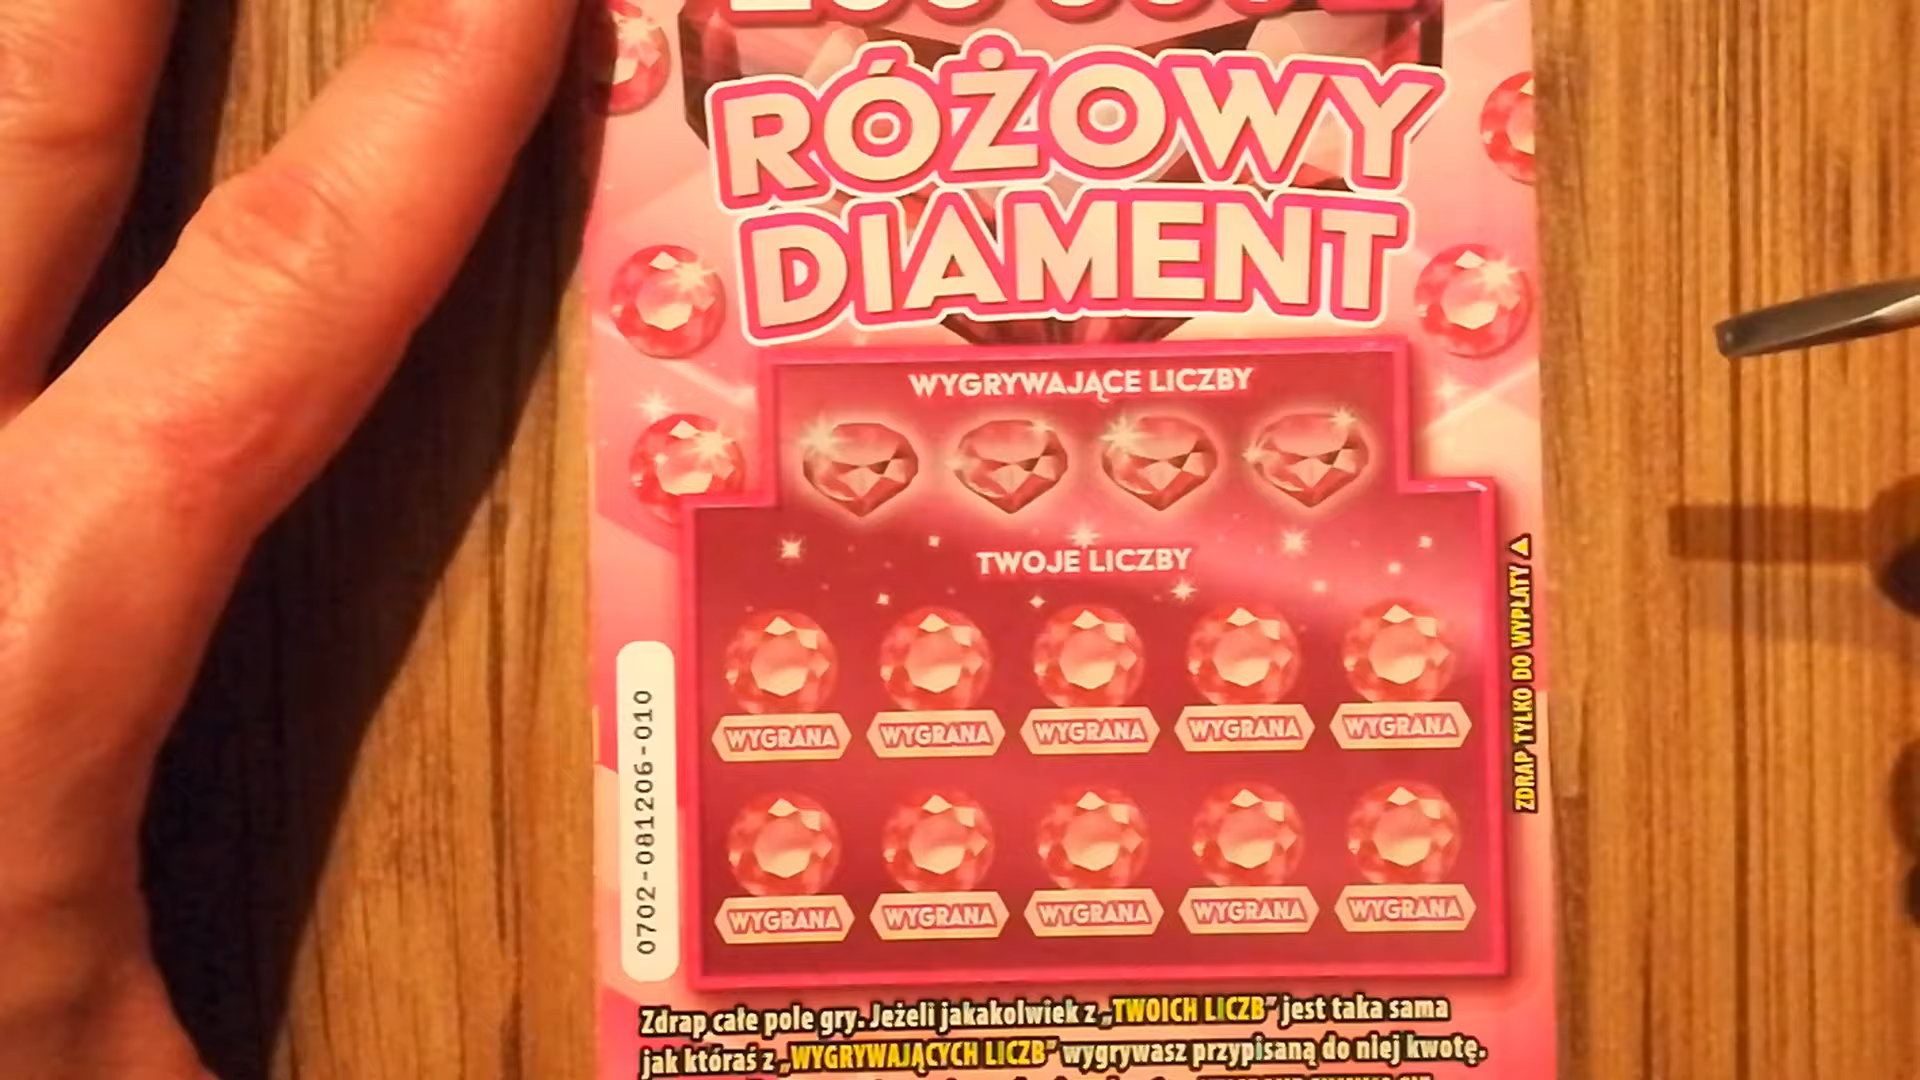 RÓŻOWY
DIAMENT
WYGRYWAJĄCE LICZBY
TWOJE LICZBY
WYGRANA WYGRANA WYGRANA WYGRANA WYGRANA
WYGRANA WYGRANA WYGRANA WYGRANA WYGRANA
0702-081206-010
ZDRAP TYLKO DO WYPŁATY
Zdrap całe pole gry. Jeżeli jakakolwiek z „TWOICH LICZB” jest taka sama
jak któraś z „WYGRYWAJĄCYCH LICZB” wygrywasz przypisaną do niej kwotę.